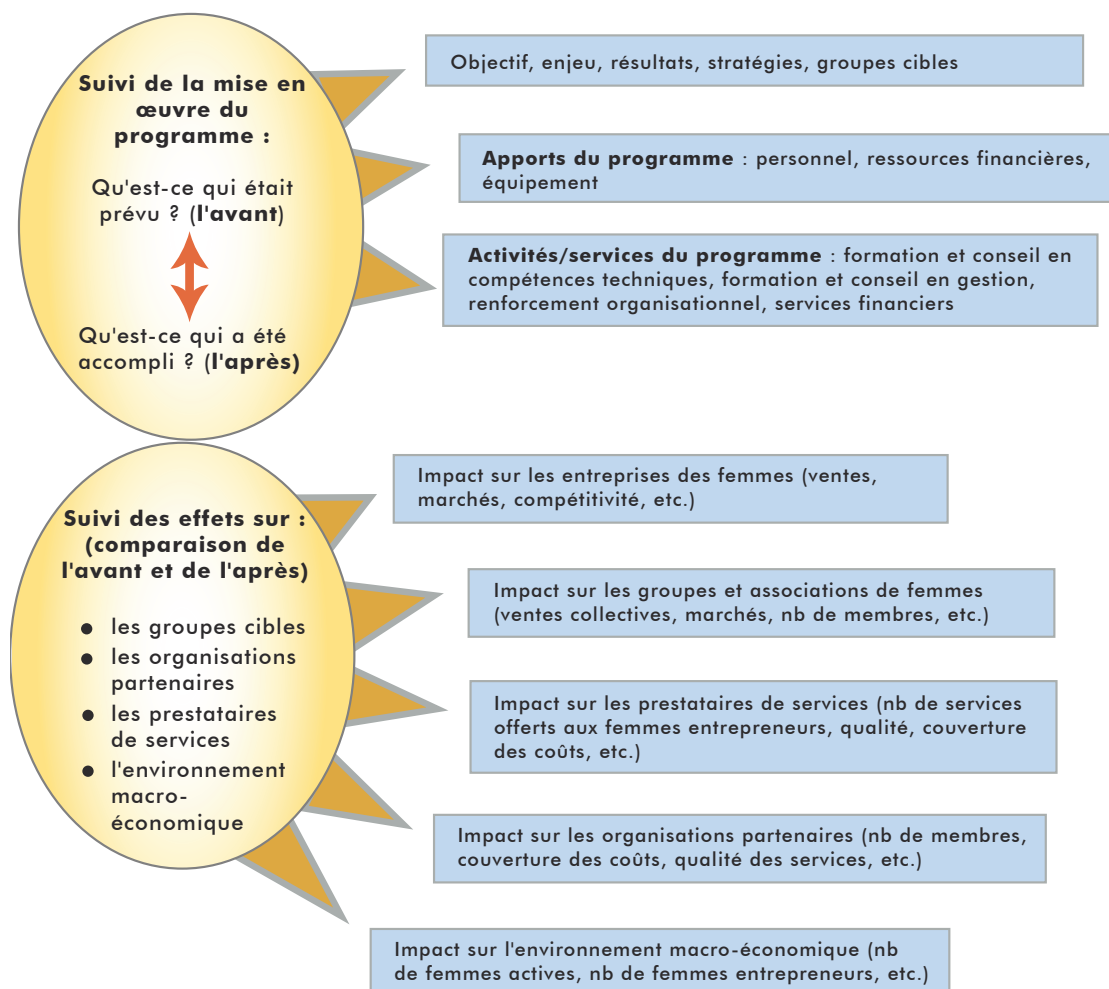 Suivi de la mise en
œuvre du
programme :
Qu'est-ce qui était
prévu ? (l'avant)
Qu'est-ce qui a été
accompli ? (l'après)
Objectif, enjeu, résultats, stratégies, groupes cibles
Apports du programme : personnel, ressources financières,
équipement
Activités/services du programme : formation et conseil en
compétences techniques, formation et conseil en gestion,
renforcement organisationnel, services financiers
Suivi des effets sur :
(comparaison de
l'avant et de l'après)
● les groupes cibles
● les organisations
partenaires
● les prestataires
de services
● l'environnement
macro-
économique
Impact sur les entreprises des femmes (ventes,
marchés, compétitivité, etc.)
Impact sur les groupes et associations de femmes
(ventes collectives, marchés, nb de membres, etc.)
Impact sur les prestataires de services (nb de services
offerts aux femmes entrepreneurs, qualité, couverture
des coûts, etc.)
Impact sur les organisations partenaires (nb de membres,
couverture des coûts, qualité des services, etc.)
Impact sur l'environnement macro-économique (nb
de femmes actives, nb de femmes entrepreneurs, etc.)